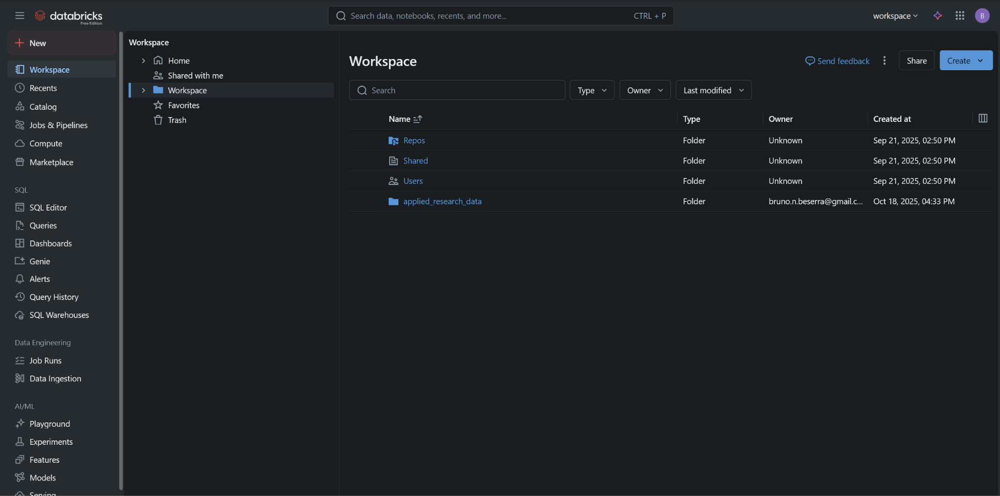 databricks
Free Edition
Search data, notebooks, recents, and more...
CTRL + P
workspace
B
New
Workspace
Recents
Catalog
Jobs & Pipelines
Compute
Marketplace
SQL
SQL Editor
Queries
Dashboards
Genie
Alerts
Query History
SQL Warehouses
Data Engineering
Job Runs
Data Ingestion
AI/ML
Playground
Experiments
Features
Models
Serving
Workspace
Home
Shared with me
Workspace
Favorites
Trash
Workspace
Send feedback
Share
Create
Search
Type
Owner
Last modified
Name Type Owner Created at
Repos Folder Unknown Sep 21, 2025, 02:50 PM
Shared Folder Unknown Sep 21, 2025, 02:50 PM
Users Folder Unknown Sep 21, 2025, 02:50 PM
applied_research_data Folder bruno.n.beserra@gmail.c... Oct 18, 2025, 04:33 PM